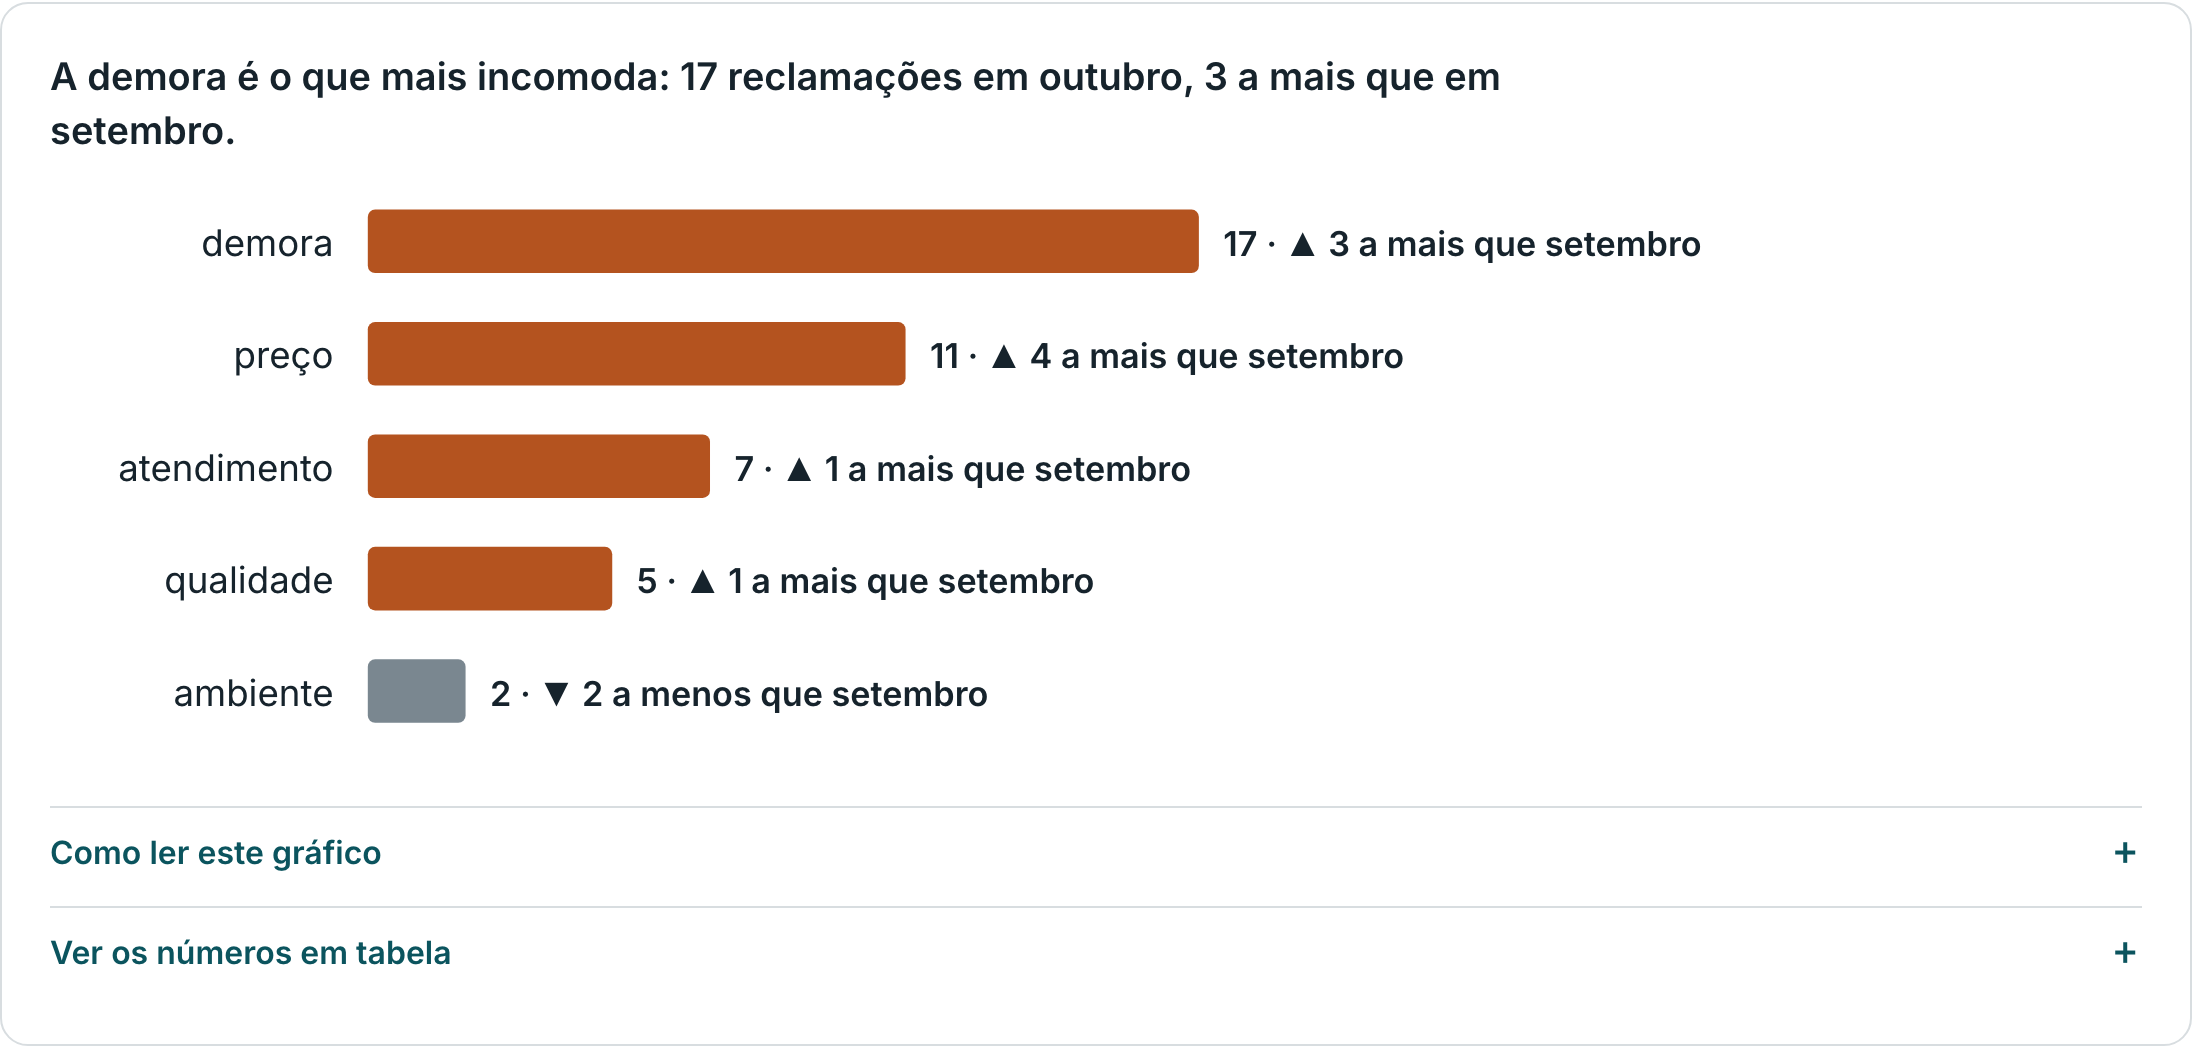 A demora é o que mais incomoda: 17 reclamações em outubro, 3 a mais que em
setembro.
demora 17 · ▲ 3 a mais que setembro
preço 11 · ▲ 4 a mais que setembro
atendimento 7 · ▲ 1 a mais que setembro
qualidade 5 · ▲ 1 a mais que setembro
ambiente 2 · ▼ 2 a menos que setembro
Como ler este gráfico +
Ver os números em tabela +